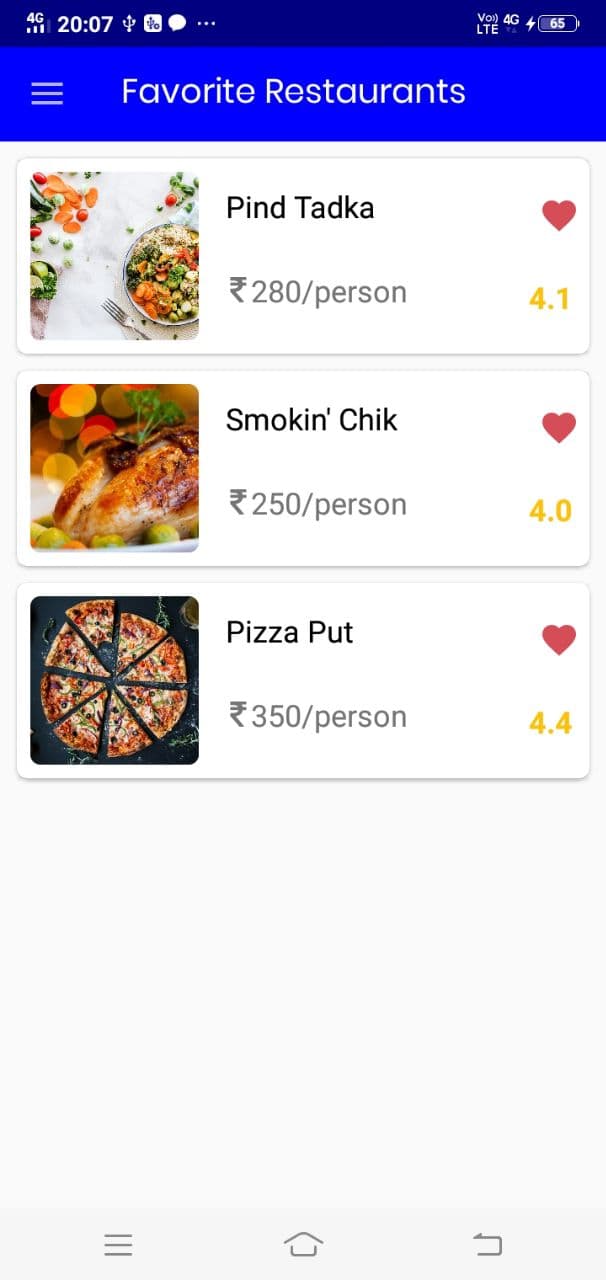 4G 20:07 ... Vo) 4G 65
LTE
Favorite Restaurants
Pind Tadka
₹280/person
4.1
Smokin' Chik
₹250/person
4.0
Pizza Put
₹350/person
4.4